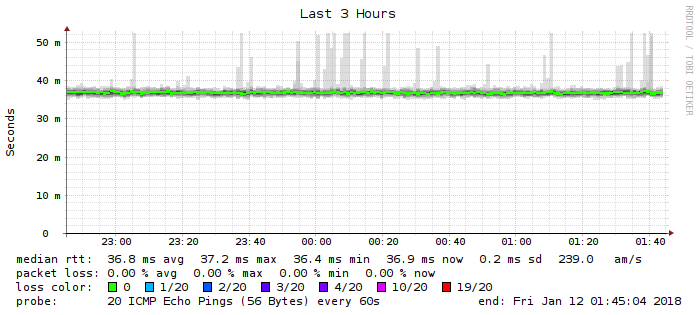 Last 3 Hours
RRDTOOL / TOBI OETIKER
Seconds
50 m
40 m
30 m
20 m
10 m
0
23:00 23:20 23:40 00:00 00:20 00:40 01:00 01:20 01:40
median rtt: 36.8 ms avg 37.2 ms max 36.4 ms min 36.9 ms now 0.2 ms sd 239.0 am/s
packet loss: 0.00 % avg 0.00 % max 0.00 % min 0.00 % now
loss color: 0 1/20 2/20 3/20 4/20 10/20 19/20
probe: 20 ICMP Echo Pings (56 Bytes) every 60s end: Fri Jan 12 01:45:04 2018